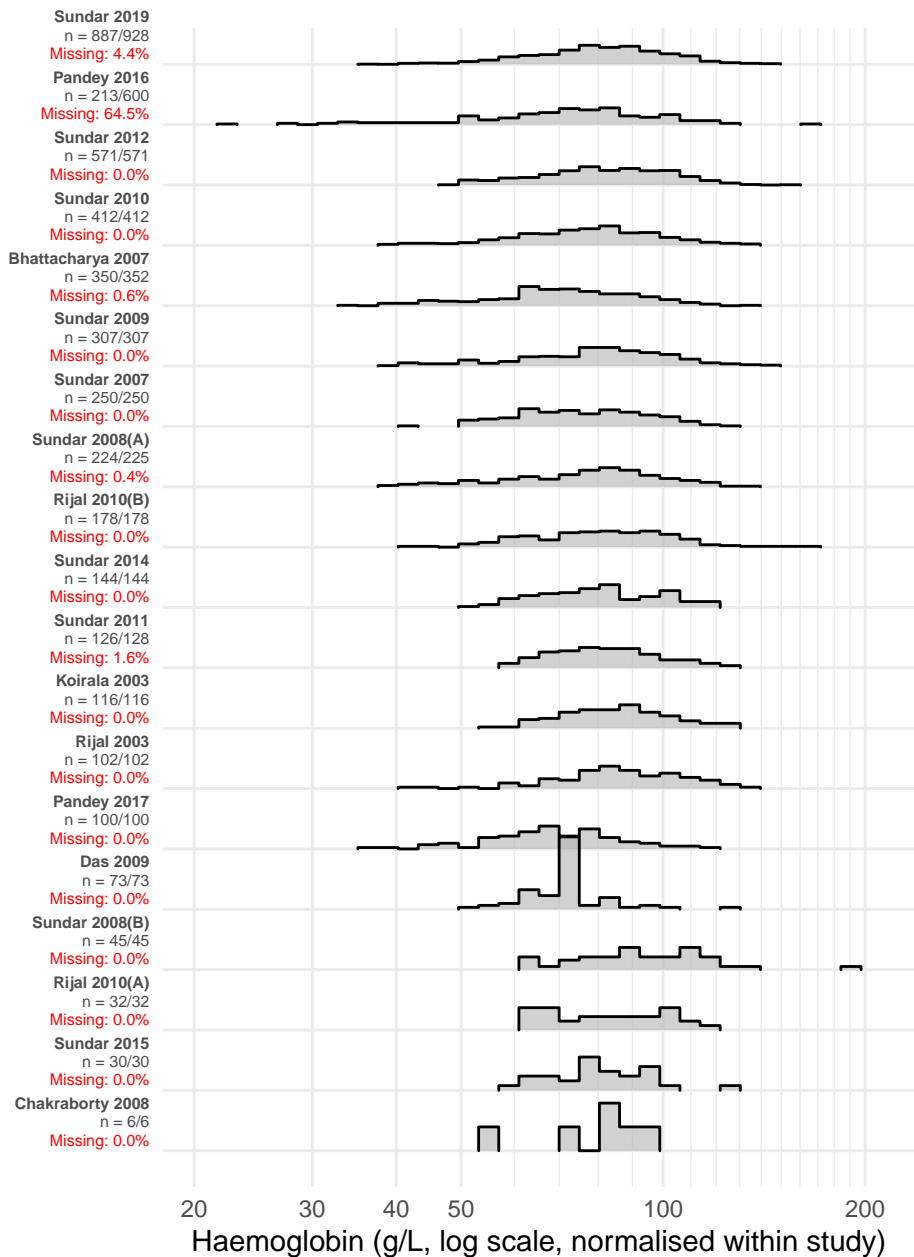 Sundar 2019
n = 887/928
Missing: 4.4%
Pandey 2016
n = 213/600
Missing: 64.5%
Sundar 2012
n = 571/571
Missing: 0.0%
Sundar 2010
n = 412/412
Missing: 0.0%
Bhattacharya 2007
n = 350/352
Missing: 0.6%
Sundar 2009
n = 307/307
Missing: 0.0%
Sundar 2007
n = 250/250
Missing: 0.0%
Sundar 2008(A)
n = 224/225
Missing: 0.4%
Rijal 2010(B)
n = 178/178
Missing: 0.0%
Sundar 2014
n = 144/144
Missing: 0.0%
Sundar 2011
n = 126/128
Missing: 1.6%
Koirala 2003
n = 116/116
Missing: 0.0%
Rijal 2003
n = 102/102
Missing: 0.0%
Pandey 2017
n = 100/100
Missing: 0.0%
Das 2009
n = 73/73
Missing: 0.0%
Sundar 2008(B)
n = 45/45
Missing: 0.0%
Rijal 2010(A)
n = 32/32
Missing: 0.0%
Sundar 2015
n = 30/30
Missing: 0.0%
Chakraborty 2008
n = 6/6
Missing: 0.0%
20 30 40 50 100 200
Haemoglobin (g/L, log scale, normalised within study)